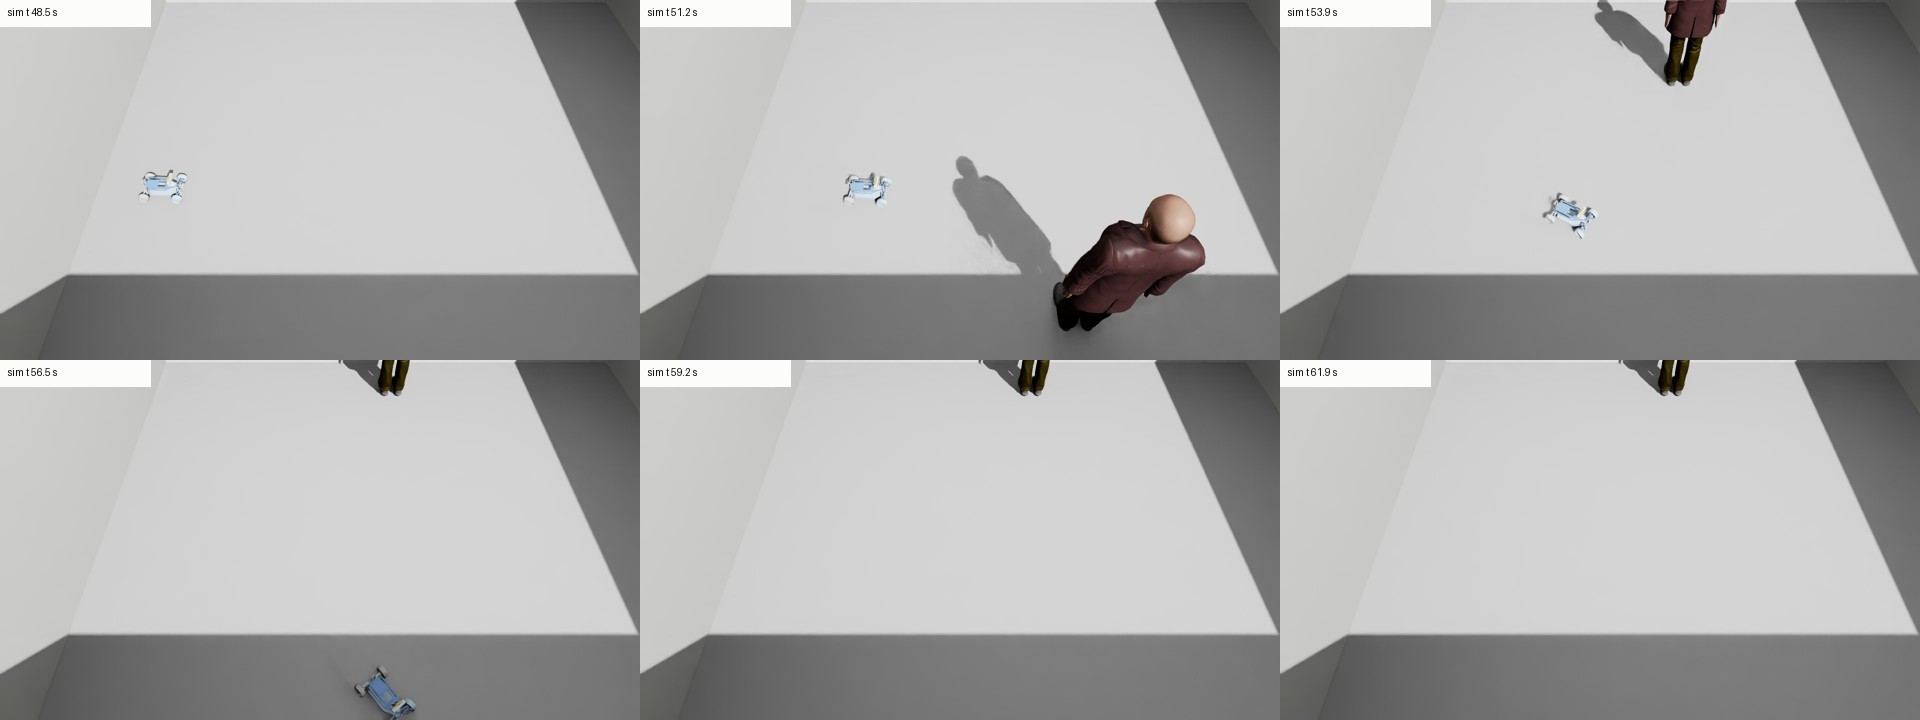 sim t 48.5 s
sim t 51.2 s
sim t 53.9 s
sim t 56.5 s
sim t 59.2 s
sim t 61.9 s